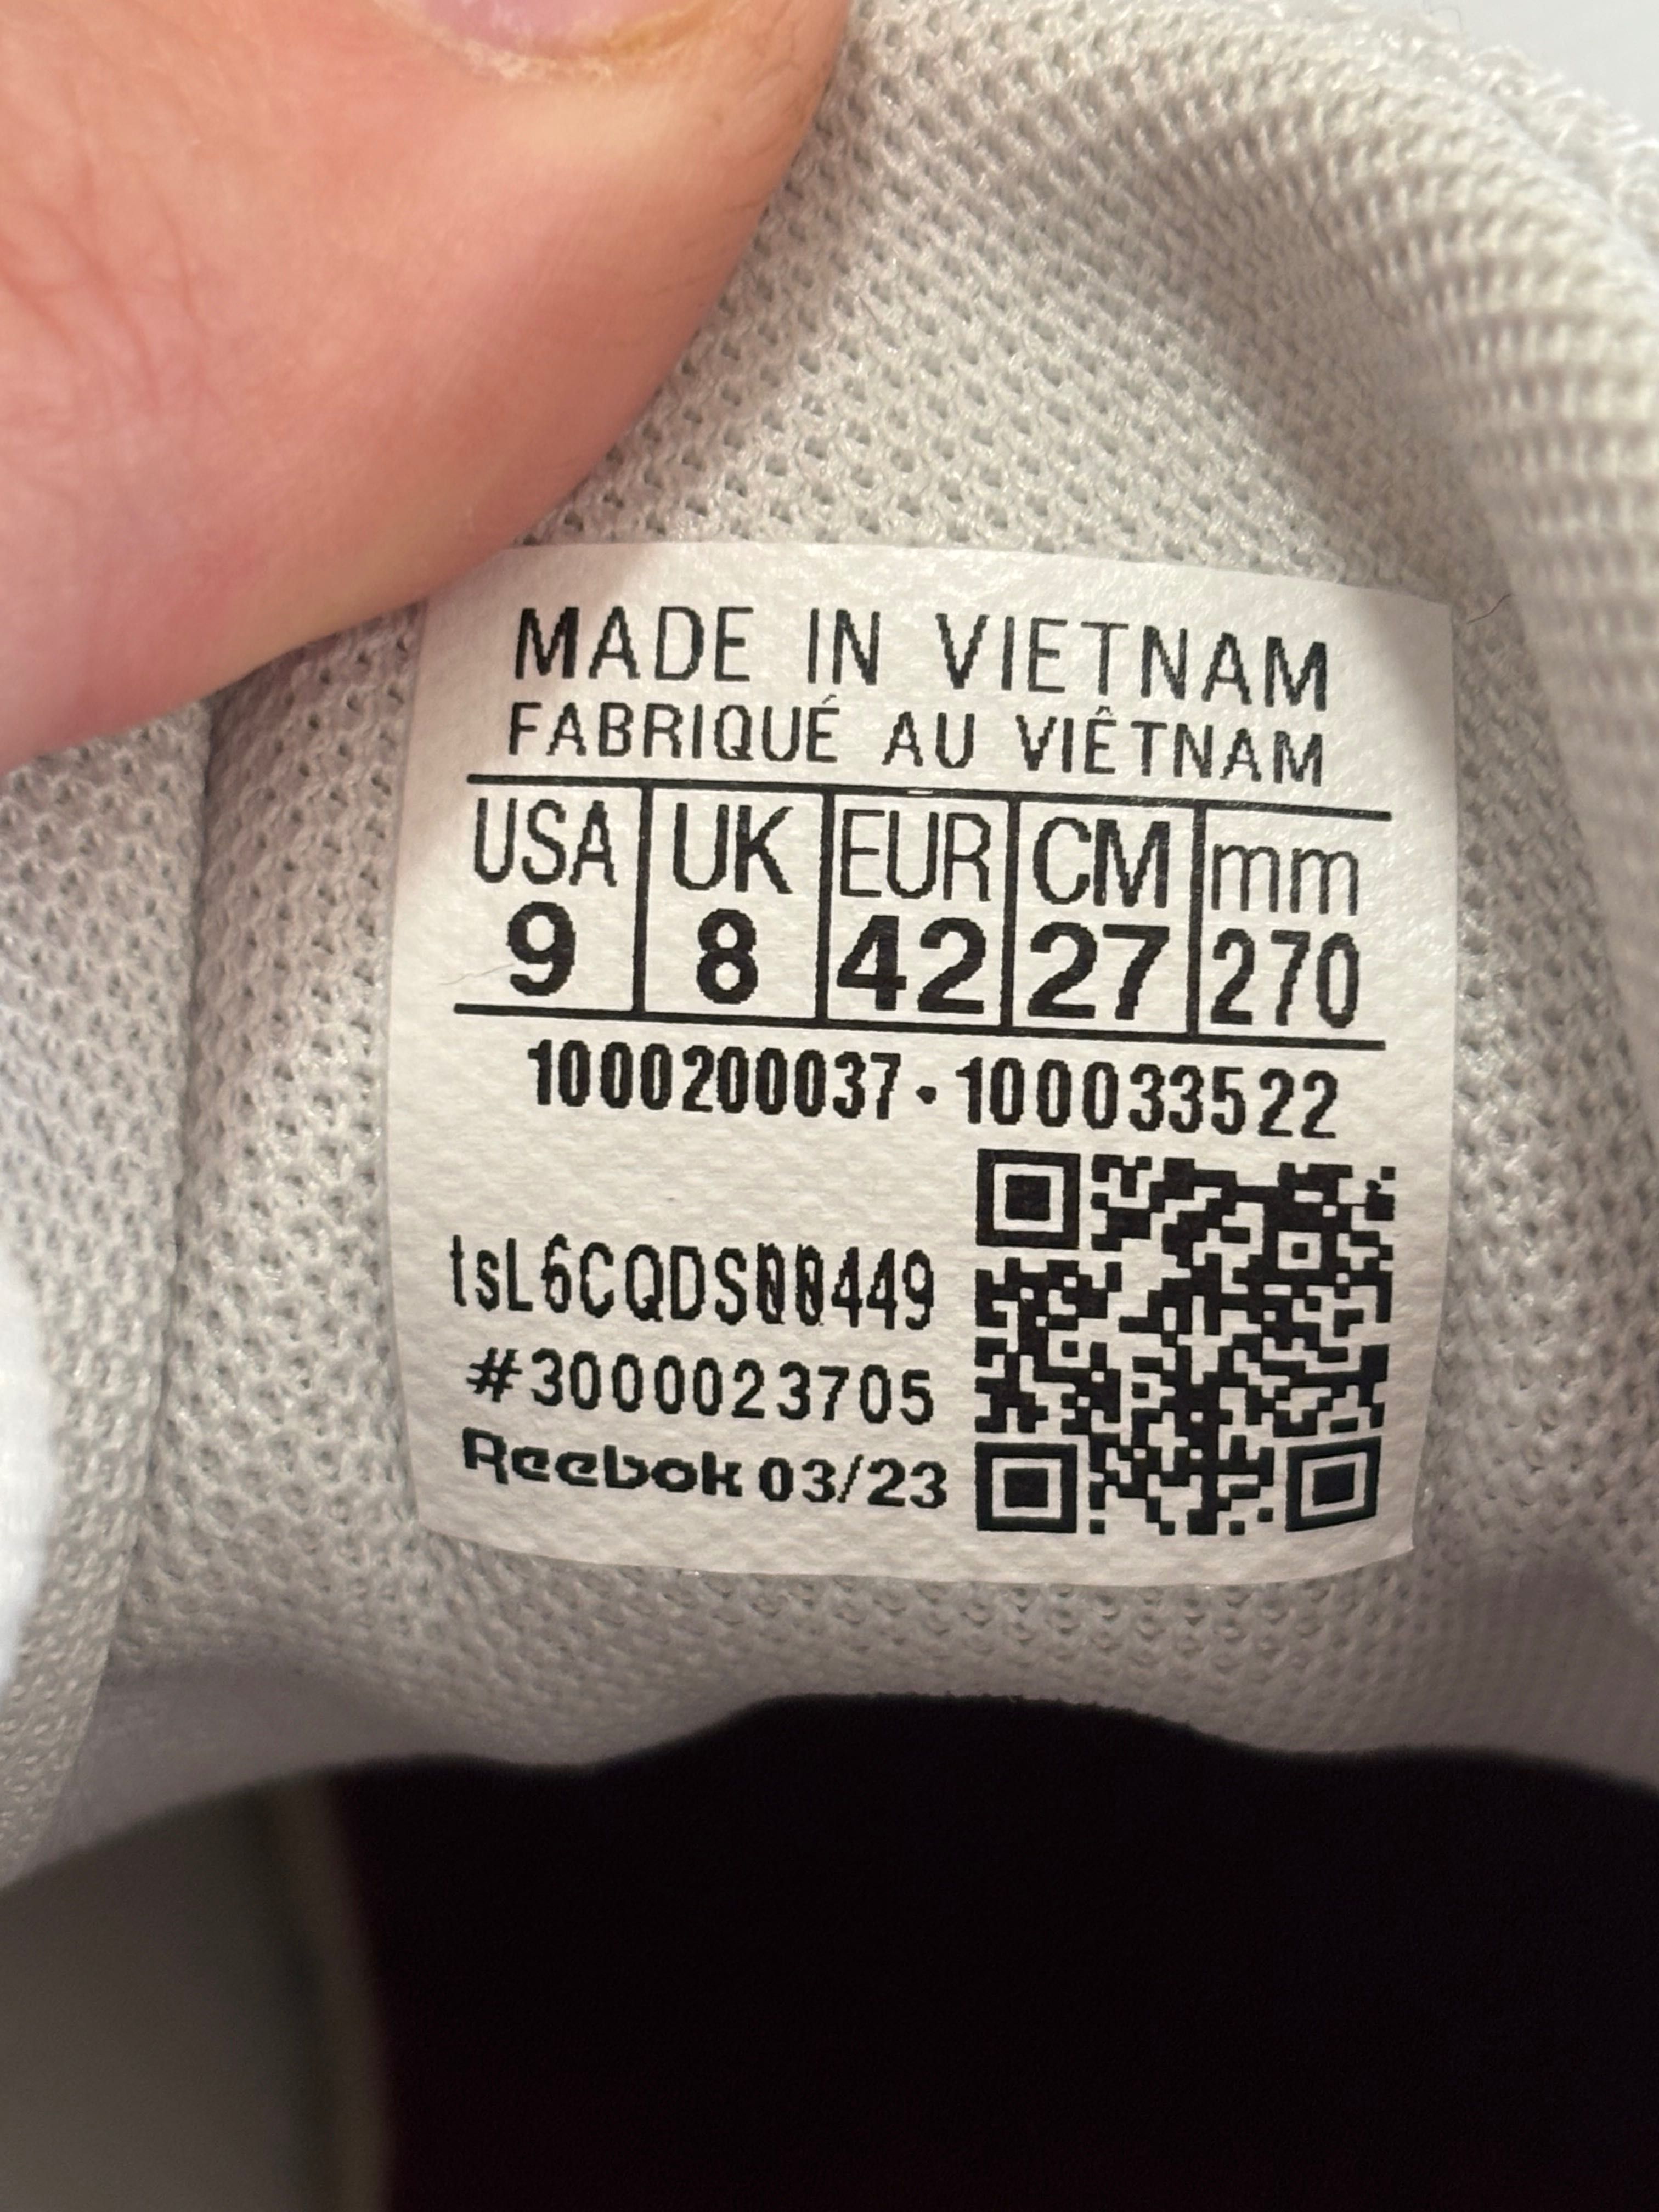 MADE IN VIETNAM
FABRIQUÉ AU VIÊTNAM
USA UK EUR CM mm
9 8 42 27 270
1000200037 · 100033522
tsL6CQDS00449
#3000023705
Reebok 03/23